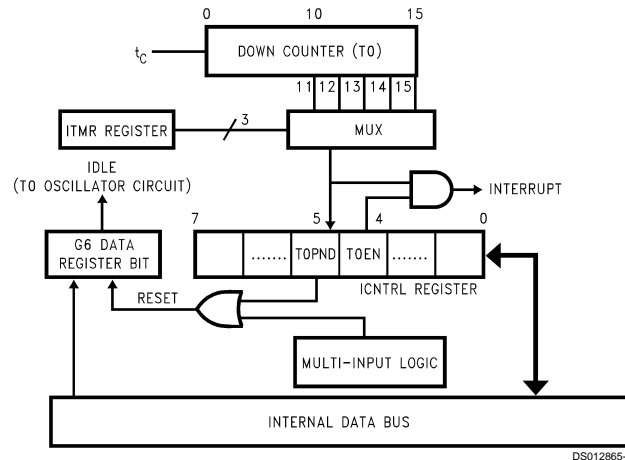 0 10 15
t_C
DOWN COUNTER (T0)
11 12 13 14 15
ITMR REGISTER
3
MUX
IDLE
(TO OSCILLATOR CIRCUIT)
INTERRUPT
7 5 4 0
G6 DATA
REGISTER BIT
....... T0PND T0EN .......
ICNTRL REGISTER
RESET
MULTI-INPUT LOGIC
INTERNAL DATA BUS
DS012865-